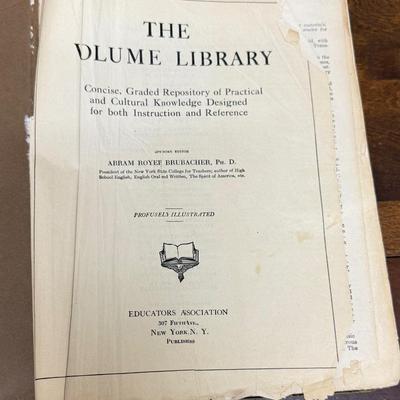 THE
OLUME LIBRARY
Concise, Graded Repository of Practical
and Cultural Knowledge Designed
for both Instruction and Reference
ADVISORY EDITOR
ABRAM ROYER BRUBACHER, PH. D.
President of the New York State College for Teachers; author of High
School English, English Oral and Written, The Spirit of America, etc.
PROFUSELY ILLUSTRATED
EDUCATORS ASSOCIATION
307 FIFTH AVE.,
NEW YORK. N. Y.
PUBLISHERS